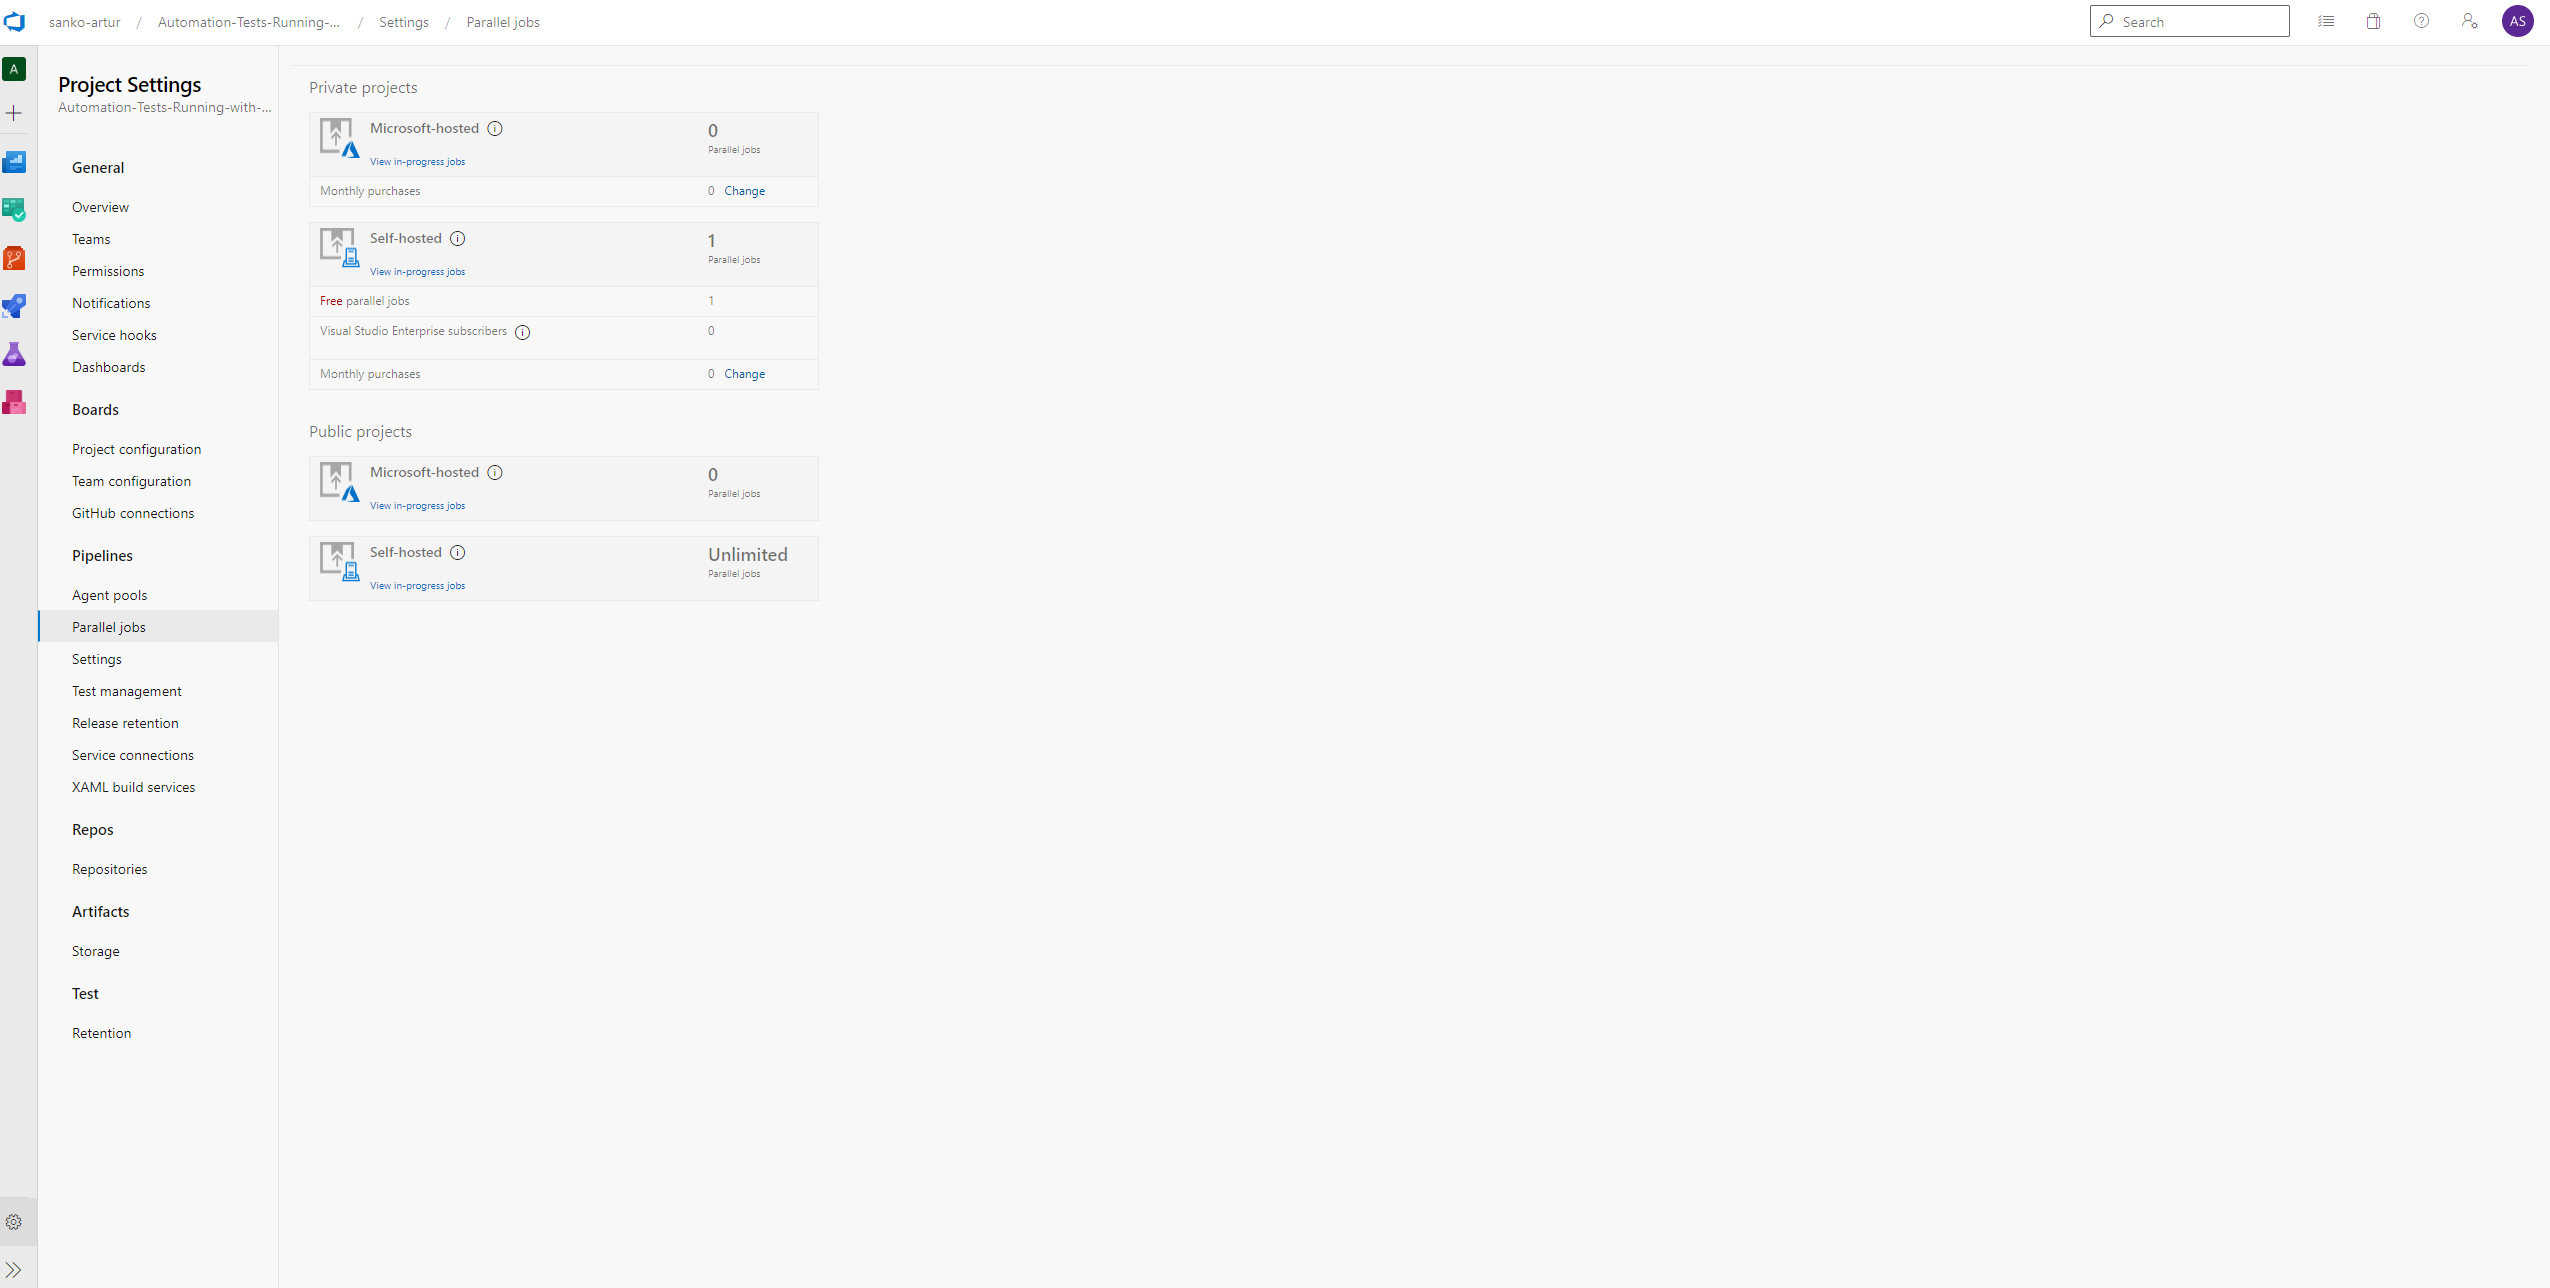 sanko-artur / Automation-Tests-Running-... / Settings / Parallel jobs
Search
AS
A
Project Settings
Automation-Tests-Running-with-...
General
Overview
Teams
Permissions
Notifications
Service hooks
Dashboards
Boards
Project configuration
Team configuration
GitHub connections
Pipelines
Agent pools
Parallel jobs
Settings
Test management
Release retention
Service connections
XAML build services
Repos
Repositories
Artifacts
Storage
Test
Retention
Private projects
Microsoft-hosted
0
Parallel jobs
View in-progress jobs
Monthly purchases 0 Change
Self-hosted
1
Parallel jobs
View in-progress jobs
Free parallel jobs 1
Visual Studio Enterprise subscribers 0
Monthly purchases 0 Change
Public projects
Microsoft-hosted
0
Parallel jobs
View in-progress jobs
Self-hosted
Unlimited
Parallel jobs
View in-progress jobs